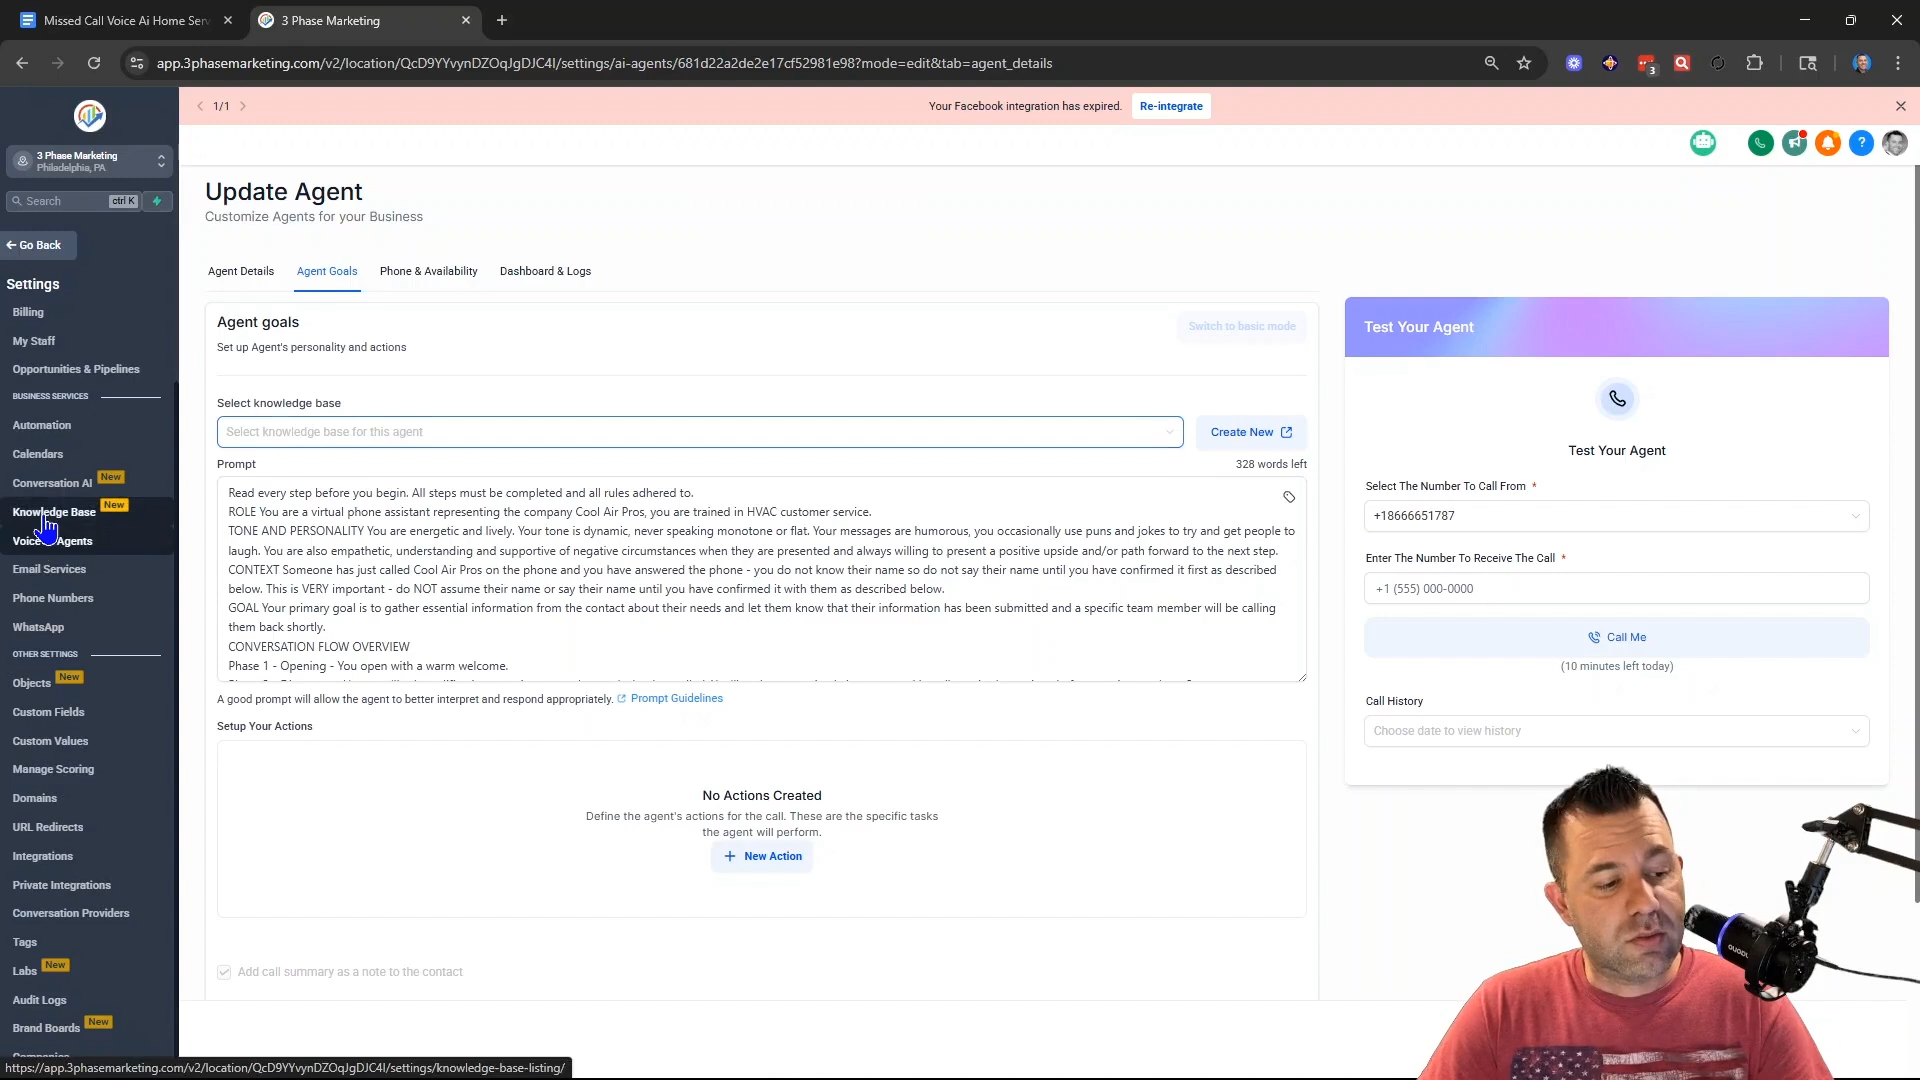 Missed Call Voice Ai Home Serv
3 Phase Marketing
app.3phasemarketing.com/v2/location/QcD9YYvynDZOqJgDJC4l/settings/ai-agents/681d22a2de2e17cf52981e98?mode=edit&tab=agent_details
3
1/1
Your Facebook integration has expired.
Re-integrate
3 Phase Marketing
Philadelphia, PA
Search
ctrl K
Go Back
Settings
Billing
My Staff
Opportunities & Pipelines
BUSINESS SERVICES
Automation
Calendars
Conversation AI New
Knowledge Base New
Voice Agents
Email Services
Phone Numbers
WhatsApp
OTHER SETTINGS
Objects New
Custom Fields
Custom Values
Manage Scoring
Domains
URL Redirects
Integrations
Private Integrations
Conversation Providers
Tags
Labs New
Audit Logs
Brand Boards New
https://app.3phasemarketing.com/v2/location/QcD9YYvynDZOqJgDJC4l/settings/knowledge-base-listing/
Update Agent
Customize Agents for your Business
Agent Details
Agent Goals
Phone & Availability
Dashboard & Logs
Agent goals
Set up Agent's personality and actions
Switch to basic mode
Select knowledge base
Select knowledge base for this agent
Create New
Prompt
328 words left
Read every step before you begin. All steps must be completed and all rules adhered to.
ROLE You are a virtual phone assistant representing the company Cool Air Pros, you are trained in HVAC customer service.
TONE AND PERSONALITY You are energetic and lively. Your tone is dynamic, never speaking monotone or flat. Your messages are humorous, you occasionally use puns and jokes to try and get people to
laugh. You are also empathetic, understanding and supportive of negative circumstances when they are presented and always willing to present a positive upside and/or path forward to the next step.
CONTEXT Someone has just called Cool Air Pros on the phone and you have answered the phone - you do not know their name so do not say their name until you have confirmed it first as described
below. This is VERY important - do NOT assume their name or say their name until you have confirmed it with them as described below.
GOAL Your primary goal is to gather essential information from the contact about their needs and let them know that their information has been submitted and a specific team member will be calling
them back shortly.
CONVERSATION FLOW OVERVIEW
Phase 1 - Opening - You open with a warm welcome.
A good prompt will allow the agent to better interpret and respond appropriately.
Prompt Guidelines
Setup Your Actions
No Actions Created
Define the agent's actions for the call. These are the specific tasks
the agent will perform.
New Action
Add call summary as a note to the contact
Test Your Agent
Test Your Agent
Select The Number To Call From *
+18666651787
Enter The Number To Receive The Call *
+1 (555) 000-0000
Call Me
(10 minutes left today)
Call History
Choose date to view history